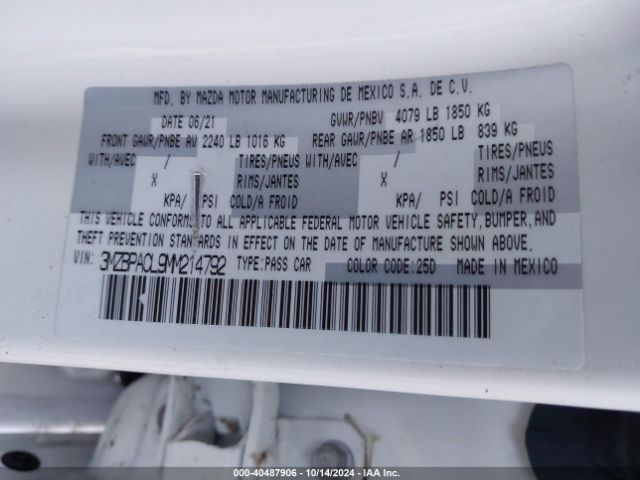 MFD. BY MAZDA MOTOR MANUFACTURING DE MEXICO S.A. DE C.V.
DATE 06/21 GVWR/PNBV 4079 LB 1850 KG
FRONT GAWR/PNBE AV 2240 LB 1016 KG REAR GAWR/PNBE AR 1850 LB 839 KG
WITH/AVEC / TIRES/PNEUS WITH/AVEC / TIRES/PNEUS
X RIMS/JANTES X RIMS/JANTES
KPA/ PSI COLD/A FROID KPA/ PSI COLD/A FROID
THIS VEHICLE CONFORMS TO ALL APPLICABLE FEDERAL MOTOR VEHICLE SAFETY, BUMPER, AND
THEFT PREVENTION STANDARDS IN EFFECT ON THE DATE OF MANUFACTURE SHOWN ABOVE.
VIN: 3MZBPACL9MM214792 TYPE:PASS CAR COLOR CODE:25D MADE IN MEXICO
000-40487906 | 10/14/2024 | IAA Inc.